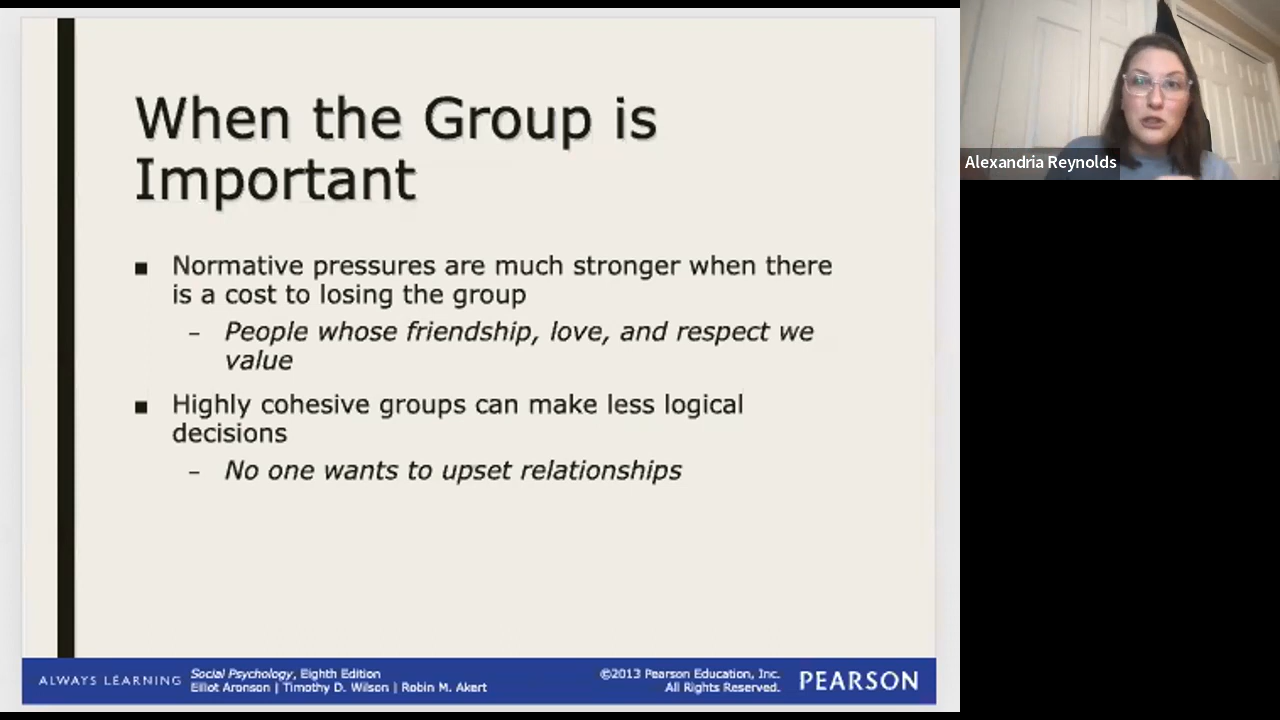 When the Group is
Important
■ Normative pressures are much stronger when there
is a cost to losing the group
– People whose friendship, love, and respect we
value
■ Highly cohesive groups can make less logical
decisions
– No one wants to upset relationships
ALWAYS LEARNING
Social Psychology, Eighth Edition
Elliot Aronson | Timothy D. Wilson | Robin M. Akert
©2013 Pearson Education, Inc.
All Rights Reserved.
PEARSON
Alexandria Reynolds